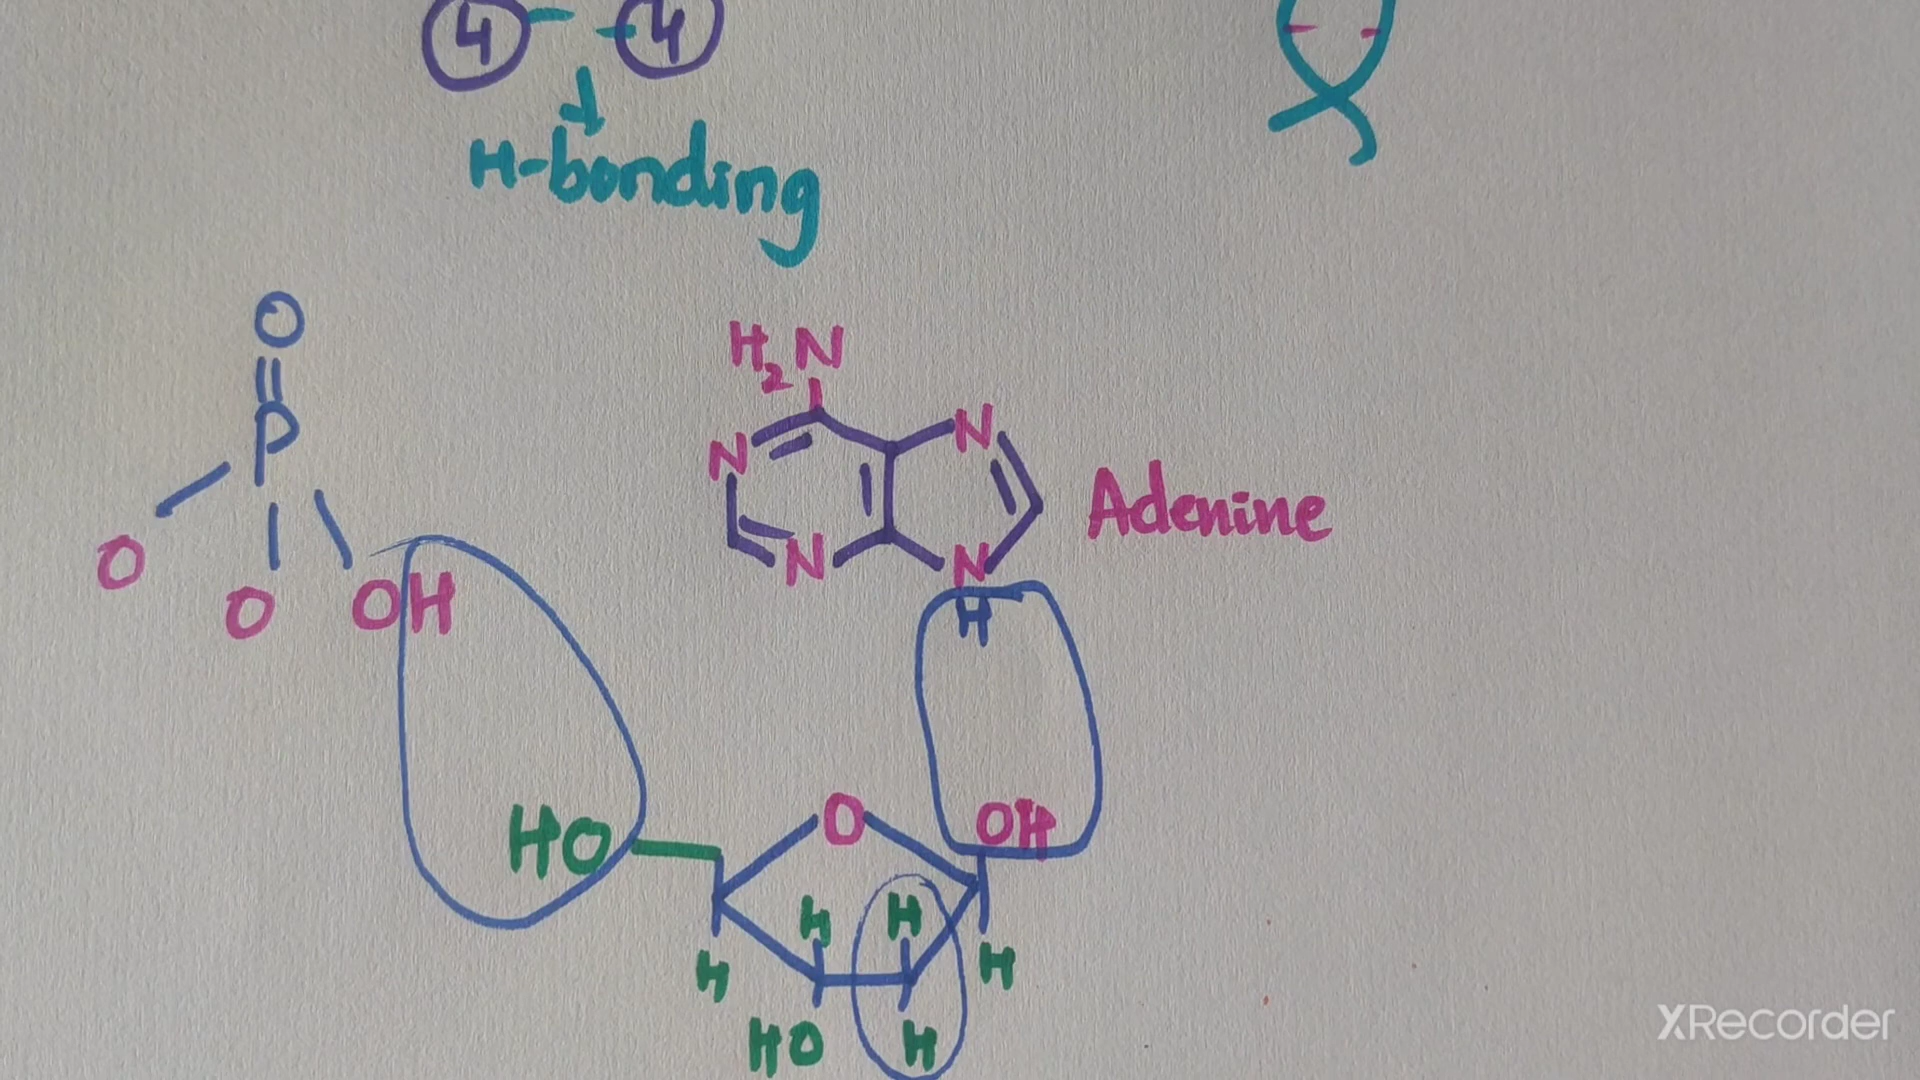 4 - - 4
H-bonding
O
P
O
O
OH
H₂N
N
N
N
N
H
Adenine
HO
O
OH
H
H
H
H
HO
H
XRecorder